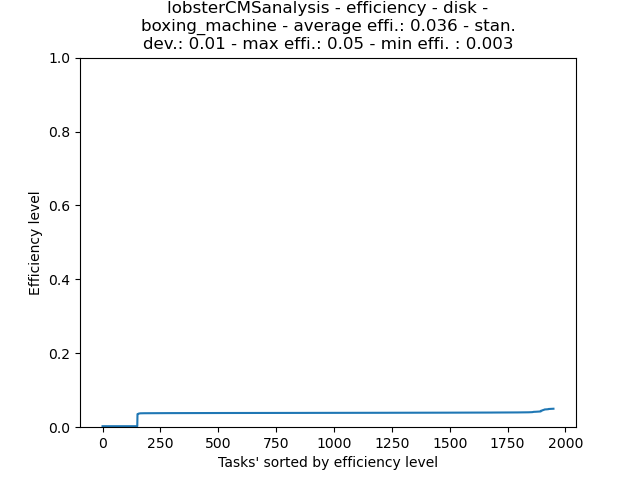 lobsterCMSanalysis - efficiency - disk -
boxing_machine - average effi.: 0.036 - stan.
dev.: 0.01 - max effi.: 0.05 - min effi. : 0.003
1.0
0.8
0.6
0.4
0.2
0.0
Efficiency level
0 250 500 750 1000 1250 1500 1750 2000
Tasks' sorted by efficiency level